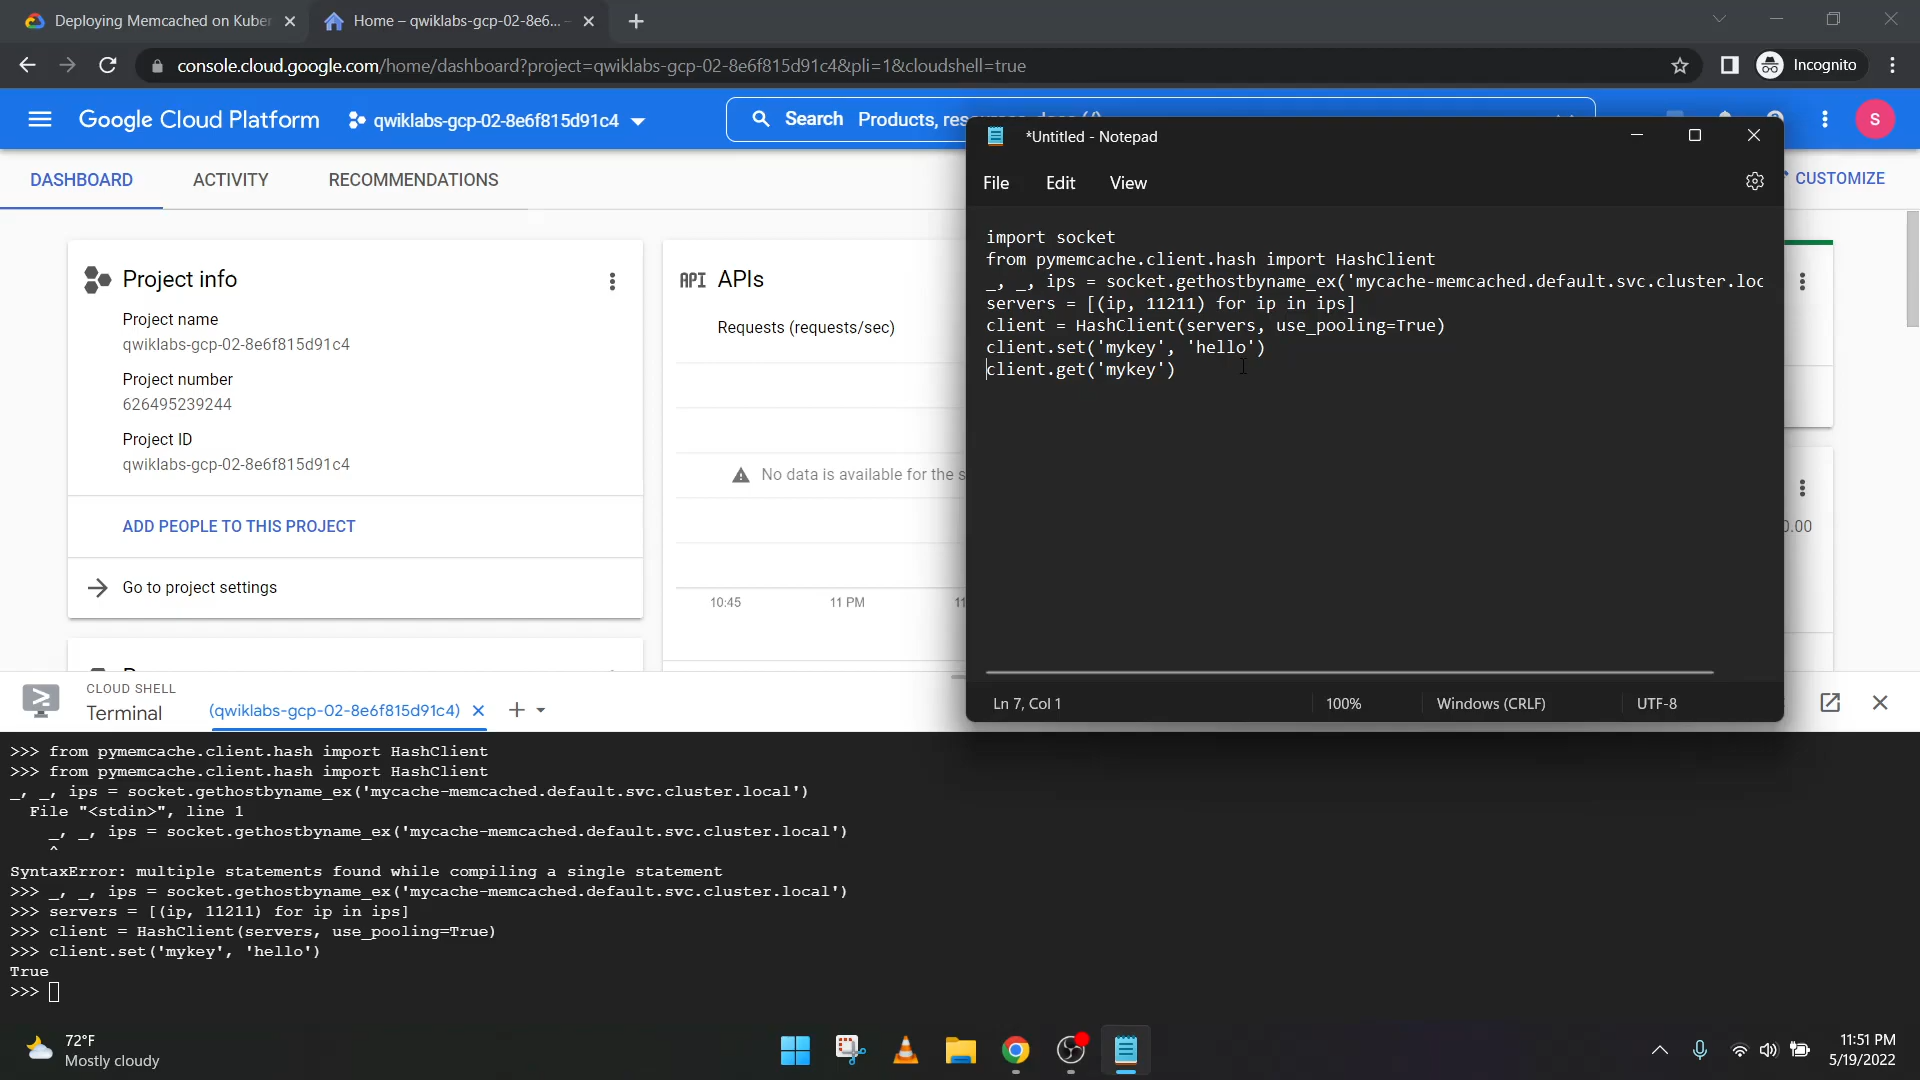 Deploying Memcached on Kuber
Home – qwiklabs-gcp-02-8e6f...
console.cloud.google.com/home/dashboard?project=qwiklabs-gcp-02-8e6f815d91c4&pli=1&cloudshell=true
Incognito
Google Cloud Platform
qwiklabs-gcp-02-8e6f815d91c4
Search Products,
S
DASHBOARD
ACTIVITY
RECOMMENDATIONS
CUSTOMIZE
Project info
Project name
qwiklabs-gcp-02-8e6f815d91c4
Project number
626495239244
Project ID
qwiklabs-gcp-02-8e6f815d91c4
ADD PEOPLE TO THIS PROJECT
Go to project settings
API APIs
Requests (requests/sec)
No data is available for the s
10:45
11 PM
11
0.00
*Untitled - Notepad
File
Edit
View
import socket
from pymemcache.client.hash import HashClient
_, _, ips = socket.gethostbyname_ex('mycache-memcached.default.svc.cluster.loc
servers = [(ip, 11211) for ip in ips]
client = HashClient(servers, use_pooling=True)
client.set('mykey', 'hello')
client.get('mykey')
Ln 7, Col 1
100%
Windows (CRLF)
UTF-8
CLOUD SHELL
Terminal
(qwiklabs-gcp-02-8e6f815d91c4)
>>> from pymemcache.client.hash import HashClient
>>> from pymemcache.client.hash import HashClient
_, _, ips = socket.gethostbyname_ex('mycache-memcached.default.svc.cluster.local')
File "<stdin>", line 1
_, _, ips = socket.gethostbyname_ex('mycache-memcached.default.svc.cluster.local')
^
SyntaxError: multiple statements found while compiling a single statement
>>> _, _, ips = socket.gethostbyname_ex('mycache-memcached.default.svc.cluster.local')
>>> servers = [(ip, 11211) for ip in ips]
>>> client = HashClient(servers, use_pooling=True)
>>> client.set('mykey', 'hello')
True
>>>
72°F
Mostly cloudy
11:51 PM
5/19/2022